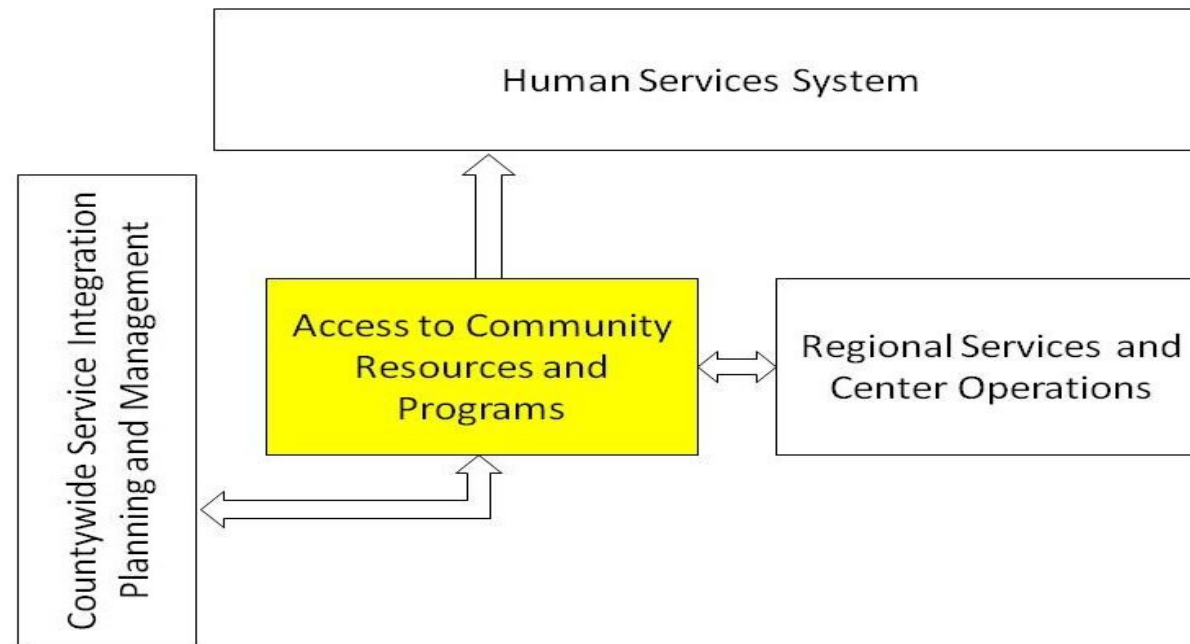 Human Services System
Countywide Service Integration
Planning and Management
Access to Community
Resources and
Programs
Regional Services and
Center Operations